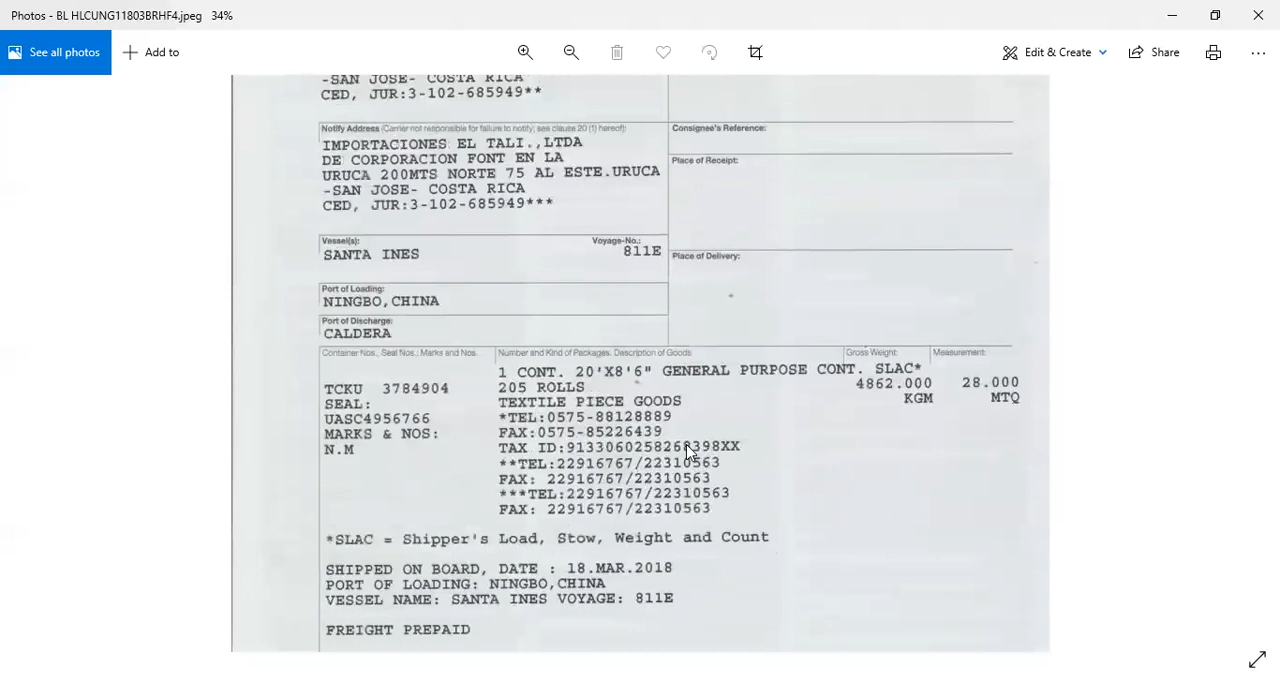 Photos - BL HLCUNG11803BRHF4.jpeg 34%
See all photos
Add to
Edit & Create
Share
-SAN JOSE- COSTA RICA
CED, JUR:3-102-685949**
Notify Address (Carrier not responsible for failure to notify; see clause 20 (1) hereof):
IMPORTACIONES EL TALI.,LTDA
DE CORPORACION FONT EN LA
URUCA 200MTS NORTE 75 AL ESTE.URUCA
-SAN JOSE- COSTA RICA
CED, JUR:3-102-685949***
Consignee's Reference:
Place of Receipt:
Vessel(s): Voyage-No.:
SANTA INES 811E
Place of Delivery:
Port of Loading:
NINGBO,CHINA
Port of Discharge:
CALDERA
Container Nos., Seal Nos.; Marks and Nos. Number and Kind of Packages. Description of Goods Gross Weight: Measurement:
1 CONT. 20'X8'6" GENERAL PURPOSE CONT. SLAC*
TCKU 3784904 205 ROLLS 4862.000 28.000
SEAL: TEXTILE PIECE GOODS KGM MTQ
UASC4956766 *TEL:0575-88128889
MARKS & NOS: FAX:0575-85226439
N.M TAX ID:
**TEL:22916767/22310563
FAX: 22916767/22310563
***TEL:22916767/22310563
FAX: 22916767/22310563
*SLAC = Shipper's Load, Stow, Weight and Count
SHIPPED ON BOARD, DATE : 18.MAR.2018
PORT OF LOADING: NINGBO,CHINA
VESSEL NAME: SANTA INES VOYAGE: 811E
FREIGHT PREPAID